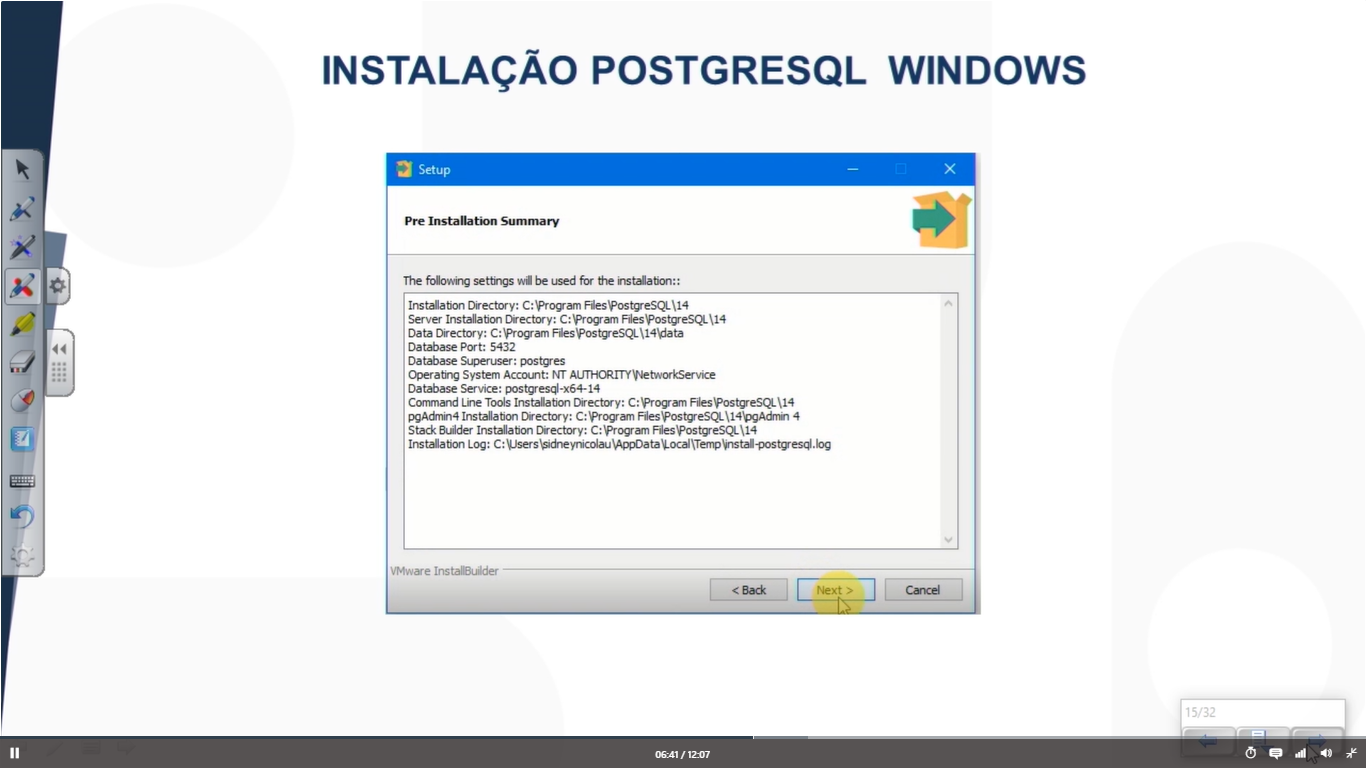 INSTALAÇÃO POSTGRESQL WINDOWS
Setup
Pre Installation Summary
The following settings will be used for the installation::
Installation Directory: C:\Program Files\PostgreSQL\14
Server Installation Directory: C:\Program Files\PostgreSQL\14
Data Directory: C:\Program Files\PostgreSQL\14\data
Database Port: 5432
Database Superuser: postgres
Operating System Account: NT AUTHORITY\NetworkService
Database Service: postgresql-x64-14
Command Line Tools Installation Directory: C:\Program Files\PostgreSQL\14
pgAdmin4 Installation Directory: C:\Program Files\PostgreSQL\14\pgAdmin 4
Stack Builder Installation Directory: C:\Program Files\PostgreSQL\14
Installation Log: C:\Users\sidneynicolau\AppData\Local\Temp\install-postgresql.log
VMware InstallBuilder
< Back
Next >
Cancel
15/32
06:41 / 12:07